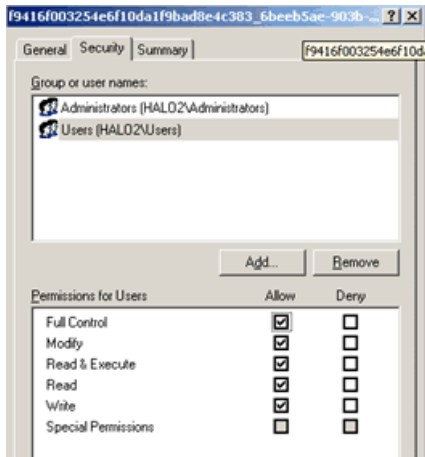 f9416f003254e6f10da1f9bad8e4c383_6beeb5ae-903b-...
General Security Summary
f9416f003254e6f10d
Group or user names:
Administrators (HALO2\Administrators)
Users (HALO2\Users)
Add... Remove
Permissions for Users Allow Deny
Full Control
Modify
Read & Execute
Read
Write
Special Permissions